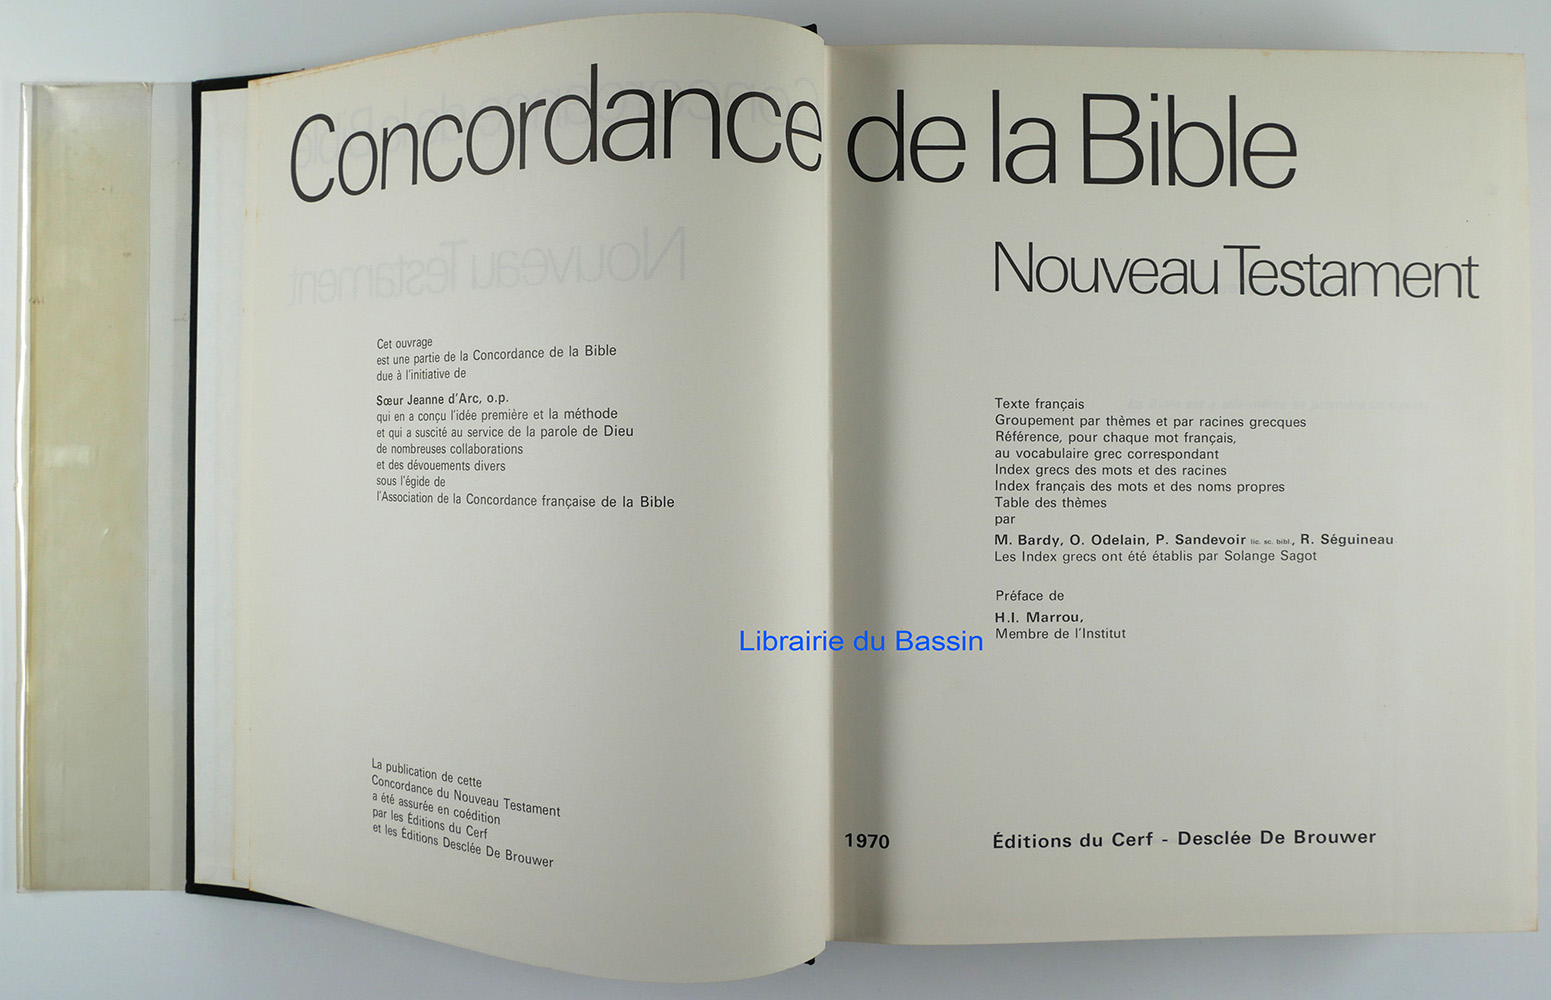 Concordance de la Bible
Nouveau Testament
Cet ouvrage
est une partie de la Concordance de la Bible
due à l'initiative de
Sœur Jeanne d'Arc, o.p.
qui en a conçu l'idée première et la méthode
et qui a suscité au service de la parole de Dieu
de nombreuses collaborations
et des dévouements divers
sous l'égide de
l'Association de la Concordance française de la Bible
La publication de cette
Concordance du Nouveau Testament
a été assurée en coédition
par les Éditions du Cerf
et les Éditions Desclée De Brouwer
Texte français
Groupement par thèmes et par racines grecques
Référence, pour chaque mot français,
au vocabulaire grec correspondant
Index grecs des mots et des racines
Index français des mots et des noms propres
Table des thèmes
par
M. Bardy, O. Odelain, P. Sandevoir lic. sc. bibl., R. Séguineau
Les Index grecs ont été établis par Solange Sagot
Préface de
H.I. Marrou,
Membre de l'Institut
Librairie du Bassin
1970 Éditions du Cerf - Desclée De Brouwer